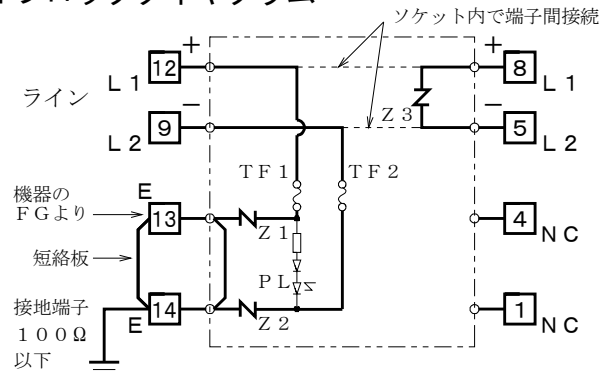 ソケット内で端子間接続
+
12
L1
ライン
−
9
L2
+
8
L1
Z3
−
5
L2
TF1
TF2
機器の
FGより
E
13
Z1
4
NC
短絡板
PL
接地端子
100Ω
以下
E
14
Z2
1
NC